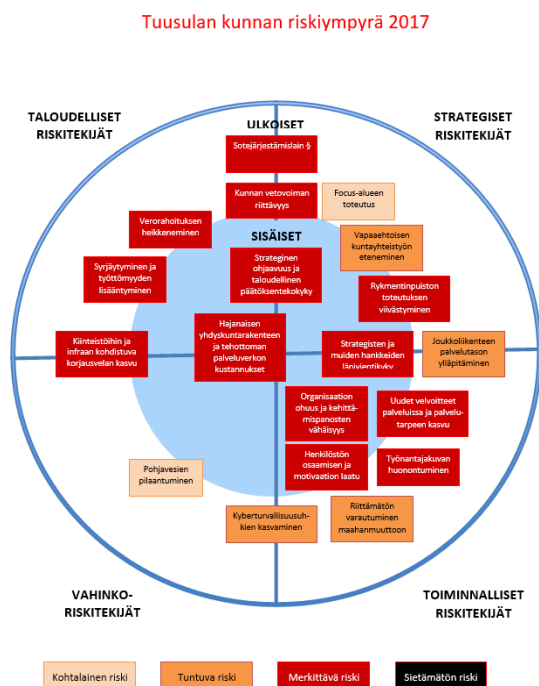 Tuusulan kunnan riskiympyrä 2017
TALOUDELLISET
RISKITEKIJÄT
ULKOISET
STRATEGISET
RISKITEKIJÄT
Sotejärjestämislain §
Kunnan vetovoiman
riittävyys
Focus-alueen
toteutus
Verorahoituksen
heikkeneminen
SISÄISET
Vapaaehtoisen
kuntayhteistyön
eteneminen
Strateginen
ohjaavuus ja
taloudellinen
päätöksentekokyky
Syrjäytyminen ja
työttömyyden
lisääntyminen
Rykmentinpuiston
toteutuksen
viivästyminen
Hajanaisen
yhdyskuntarakenteen
ja tehottoman
palveluverkon
kustannukset
Kiinteistöihin ja
infraan kohdistuva
korjausvelan kasvu
Strategisten ja
muiden hankkeiden
läpivientikyky
Joukkoliikenteen
palvelutason
ylläpitäminen
Organisaation
ohuus ja kehittä-
mispanosten
vähäisyys
Uudet velvoitteet
palveluissa ja palvelu-
tarpeen kasvu
Henkilöstön
osaamisen ja
motivaation laatu
Työnantajakuvan
huonontuminen
Pohjavesien
pilaantuminen
Kyberturvallisuusuh-
kien kasvaminen
Riittämätön
varautuminen
maahanmuuttoon
VAHINKO-
RISKITEKIJÄT
TOIMINNALLISET
RISKITEKIJÄT
Kohtalainen riski
Tuntuva riski
Merkittävä riski
Sietämätön riski